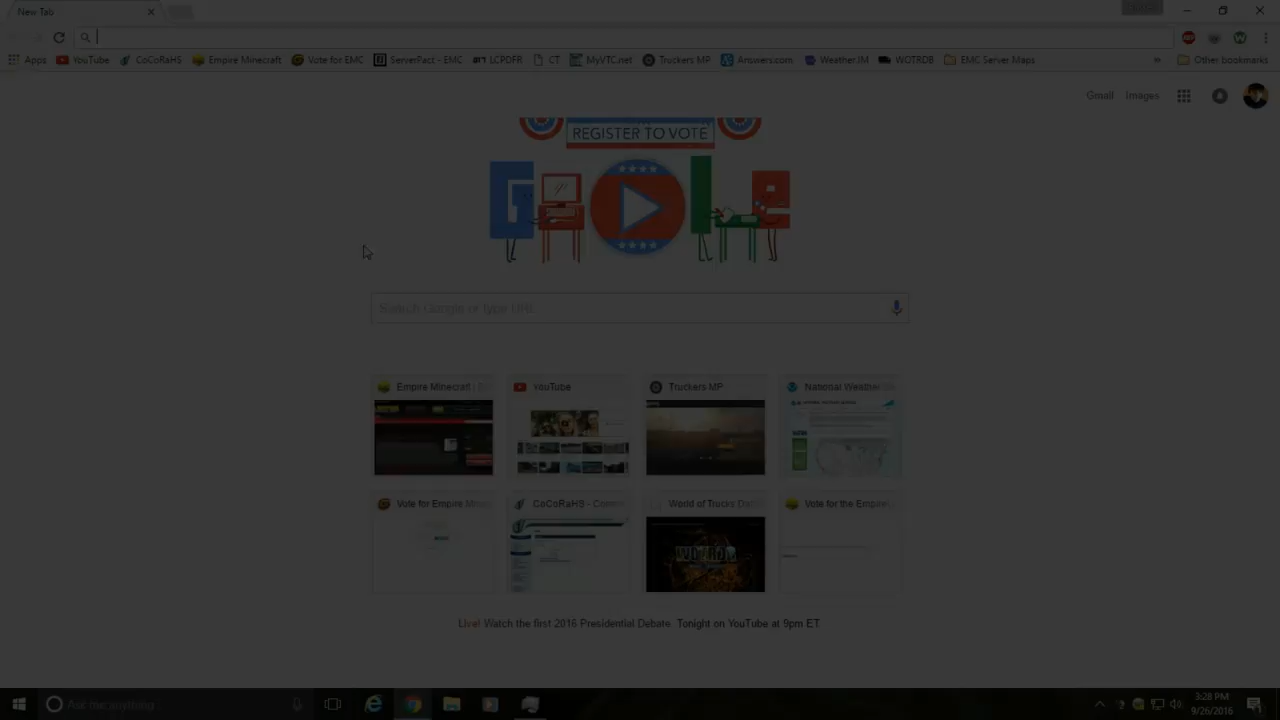 New Tab
Apps YouTube CoCoRaHS Empire Minecraft Vote for EMC ServerPact - EMC LCPDFR CT MyVTC.net Truckers MP Answers.com Weather.IM WOTRDB EMC Server Maps » Other bookmarks
Gmail Images
REGISTER TO VOTE
Search Google or type URL
Empire Minecraft | YouTube Truckers MP National Weather
Vote for Empire CoCoRaHS - World of Trucks Vote for the Empire
Live! Watch the first 2016 Presidential Debate. Tonight on YouTube at 9pm ET.
Ask me anything
3:28 PM
9/26/2016